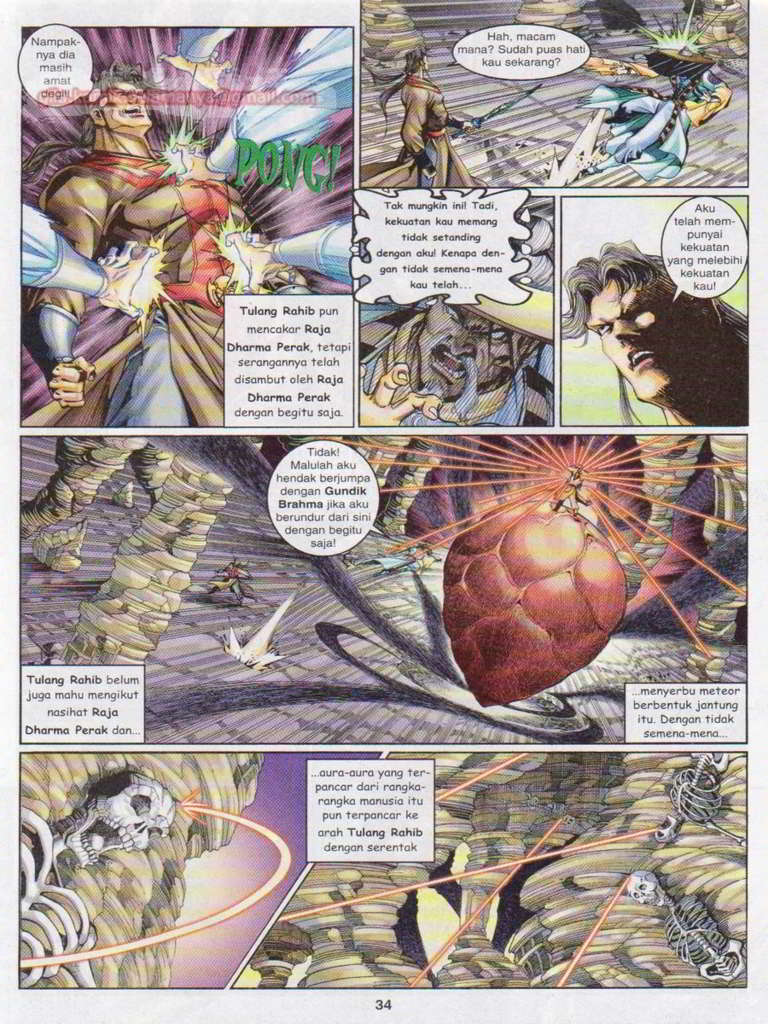 Nampak-
nya dia
masih
amat
degil!
PONG!
Tulang Rahib pun
mencakar Raja
Dharma Perak, tetapi
serangannya telah
disambut oleh Raja
Dharma Perak
dengan begitu saja.
Hah, macam
mana? Sudah puas hati
kau sekarang?
Tak mungkin ini! Tadi,
kekuatan kau memang
tidak setanding
dengan aku! Kenapa den-
gan tidak semena-mena
kau telah...
Aku
telah mem-
punyai
kekuatan
yang melebihi
kekuatan
kau!
Tidak!
Malulah aku
hendak berjumpa
dengan Gundik
Brahma jika aku
berundur dari sini
dengan begitu
saja!
Tulang Rahib belum
juga mahu mengikut
nasihat Raja
Dharma Perak dan...
...menyerbu meteor
berbentuk jantung
itu. Dengan tidak
semena-mena...
...aura-aura yang ter-
pancar dari rangka-
rangka manusia itu
pun terpancar ke
arah Tulang Rahib
dengan serentak
34